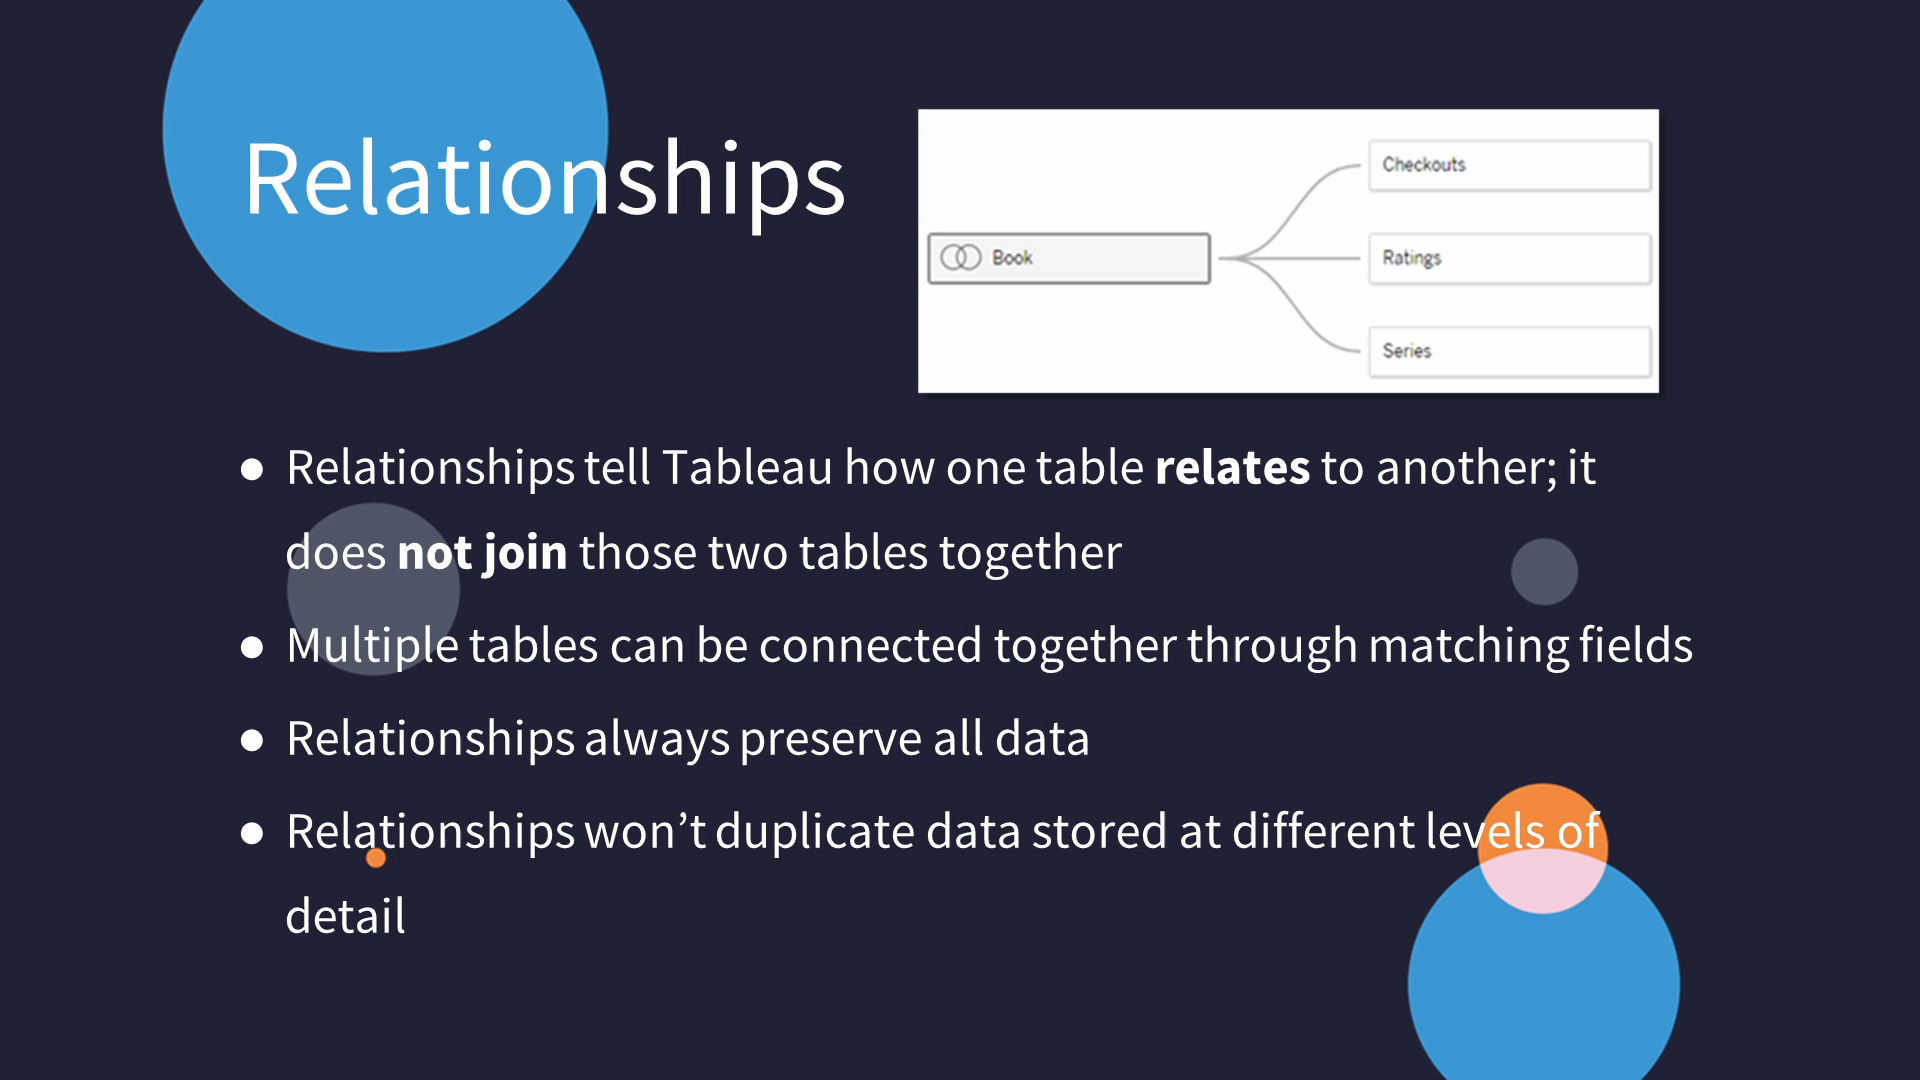 Relationships
Checkouts
Book
Ratings
Series
● Relationships tell Tableau how one table relates to another; it
does not join those two tables together
● Multiple tables can be connected together through matching fields
● Relationships always preserve all data
● Relationships won’t duplicate data stored at different levels of
detail